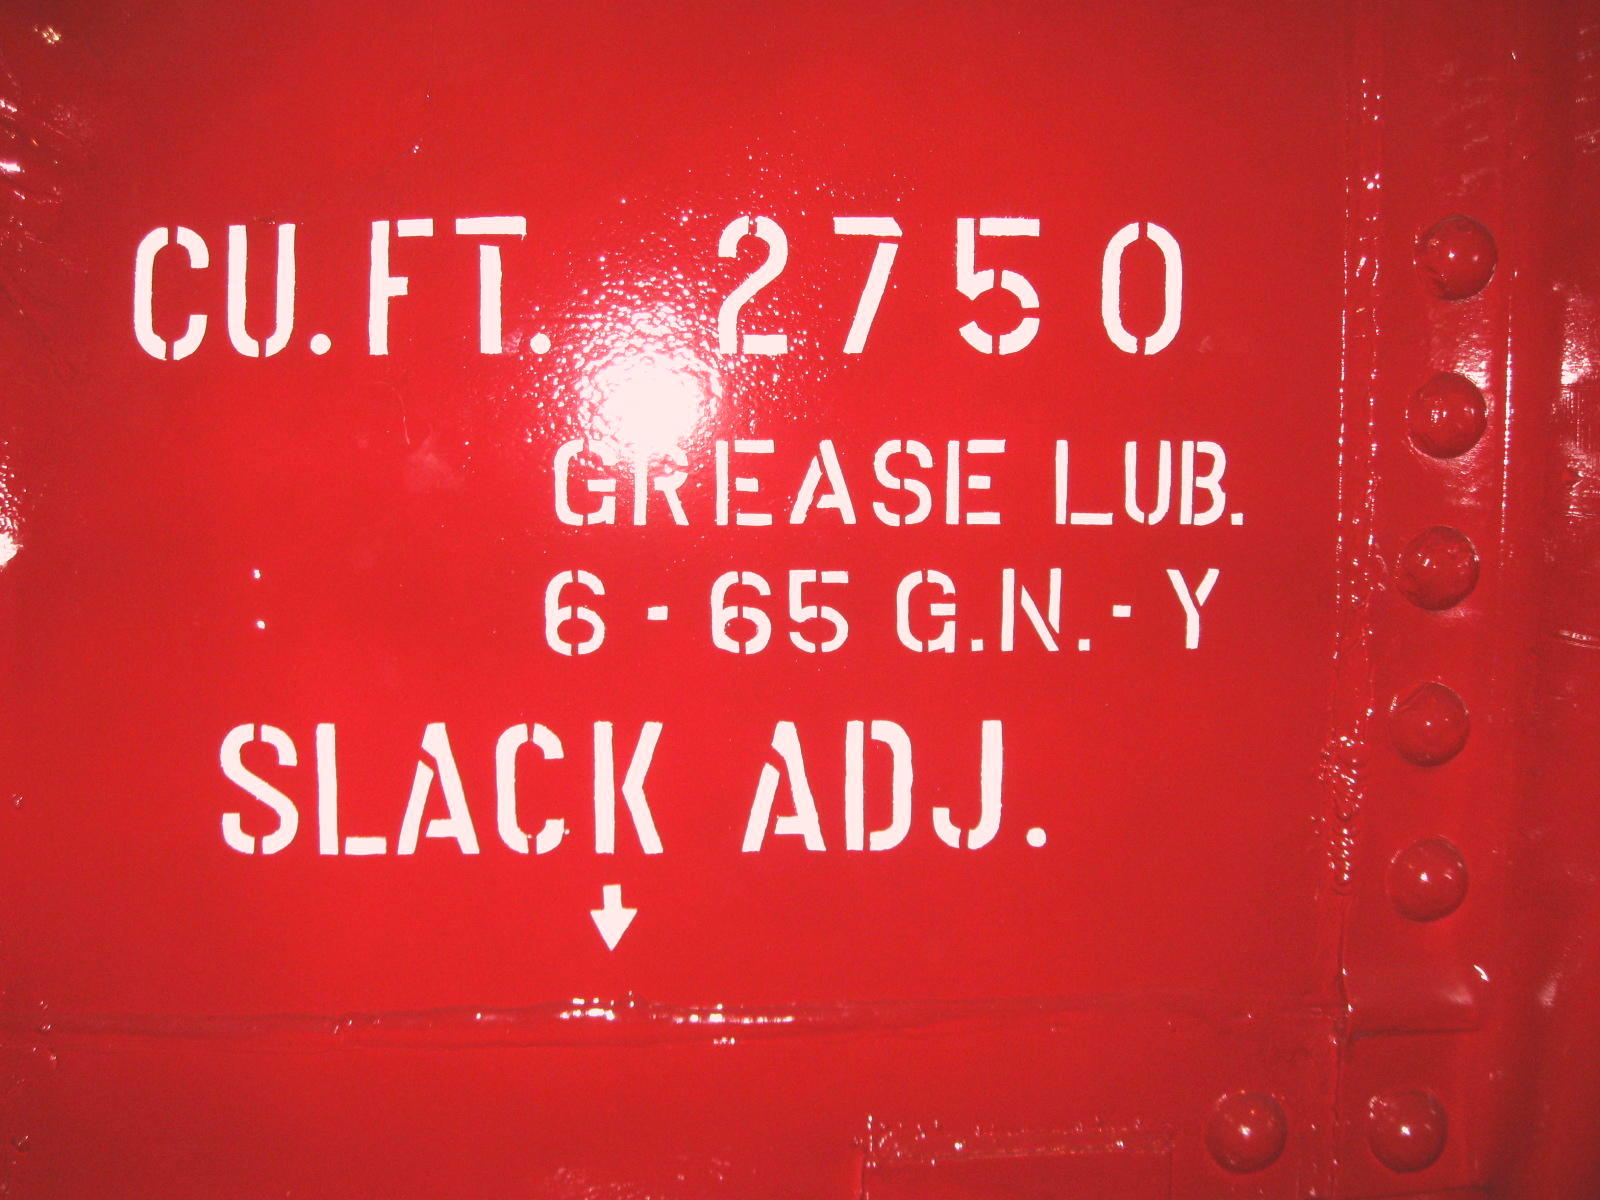 CU.FT. 2750
GREASE LUB.
6-65 G.N.-Y
SLACK ADJ.